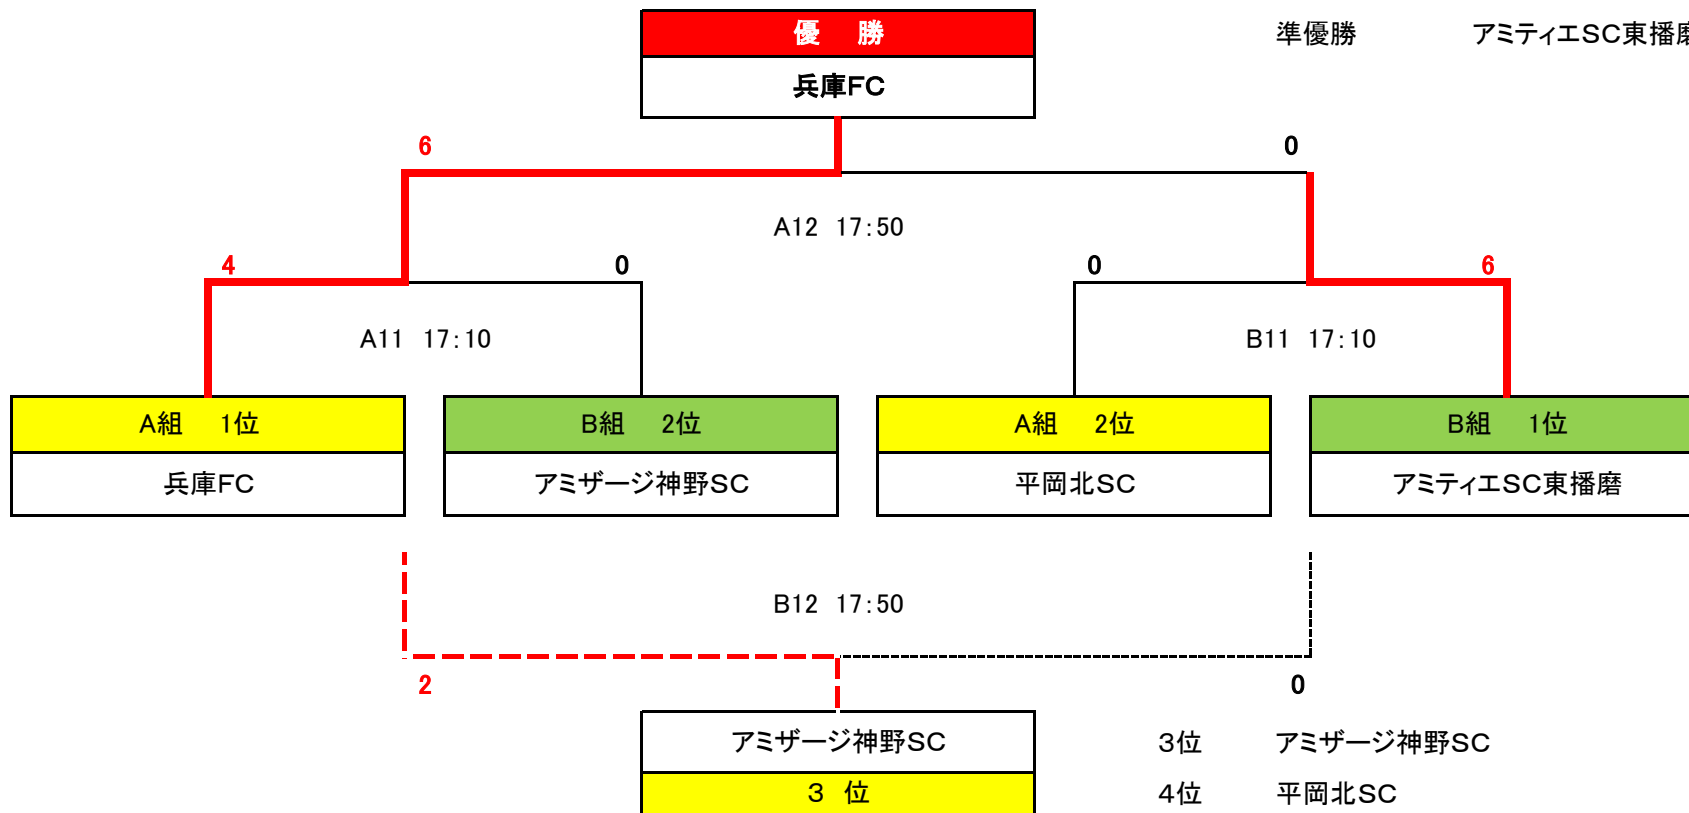 優　勝
準優勝　アミティエSC東播磨
兵庫FC
6　0
A12 17:50
4　0　0　6
A11 17:10　B11 17:10
A組　1位　B組　2位　A組　2位　B組　1位
兵庫FC　アミザージ神野SC　平岡北SC　アミティエSC東播磨
B12 17:50
2　0
アミザージ神野SC　3位　アミザージ神野SC
3　位　4位　平岡北SC